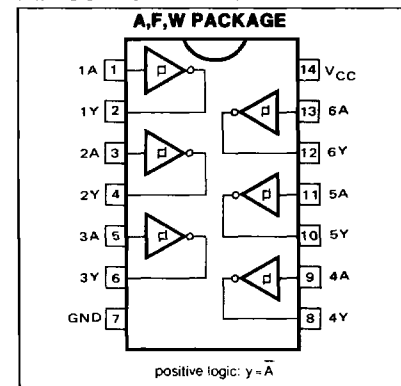 A,F,W PACKAGE
1A 1
14 VCC
1Y 2
13 6A
2A 3
12 6Y
2Y 4
11 5A
3A 5
10 5Y
3Y 6
9 4A
GND 7
8 4Y
positive logic: y = A̅